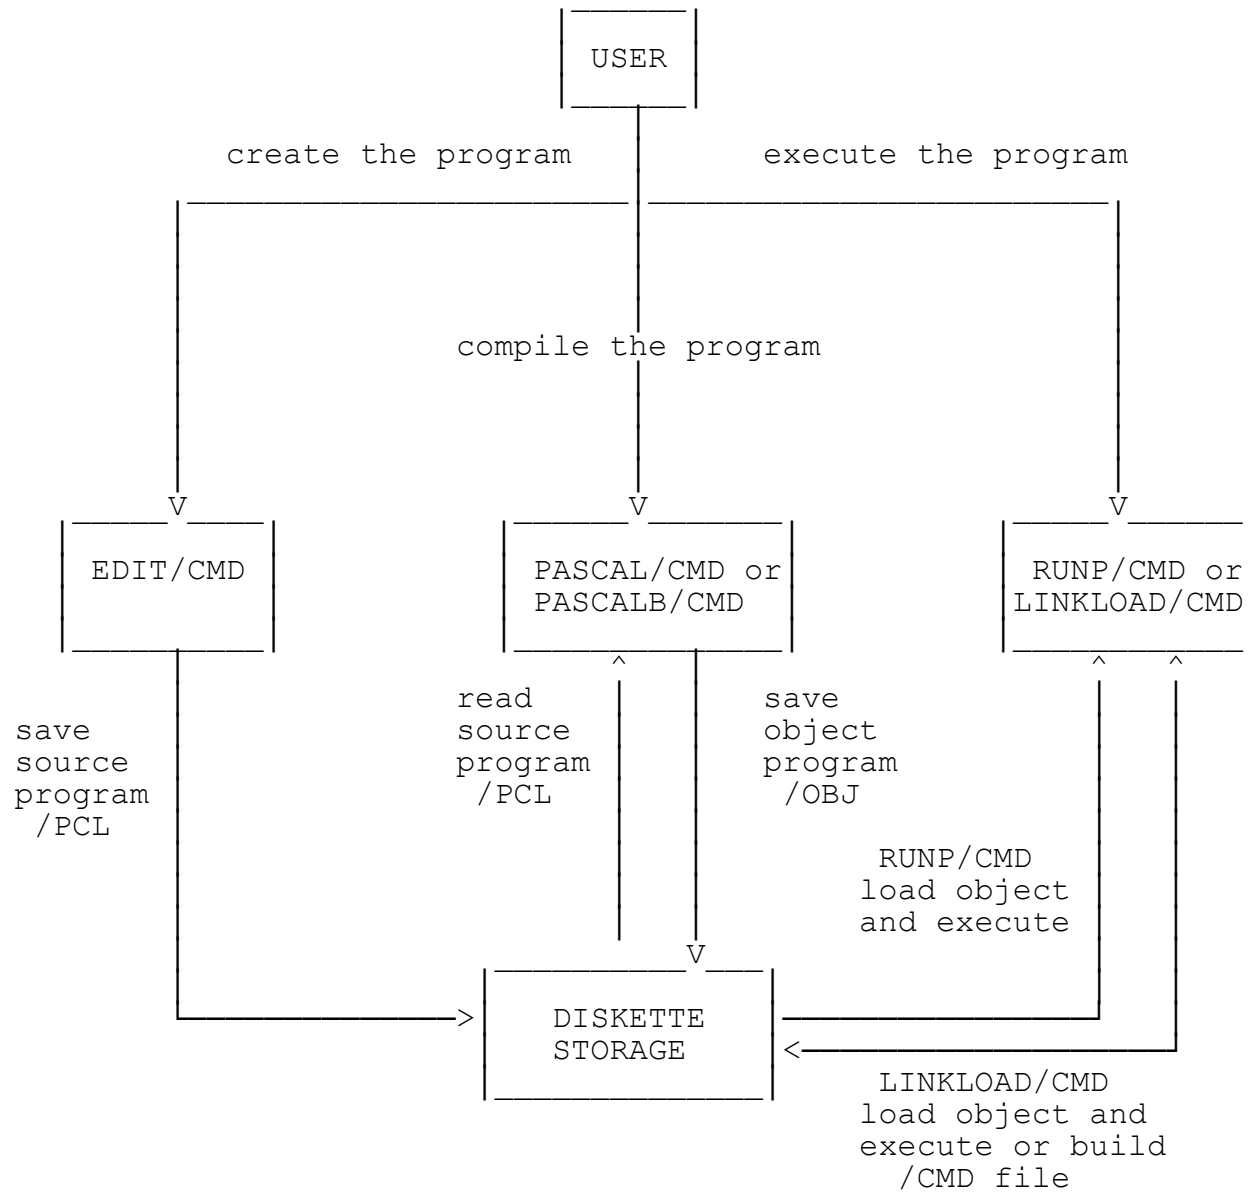 USER
create the program
execute the program
compile the program
V
V
V
EDIT/CMD
PASCAL/CMD or
PASCALB/CMD
RUNP/CMD or
LINKLOAD/CMD
save
source
program
/PCL
read
source
program
/PCL
save
object
program
/OBJ
RUNP/CMD
load object
and execute
V
DISKETTE
STORAGE
LINKLOAD/CMD
load object and
execute or build
/CMD file